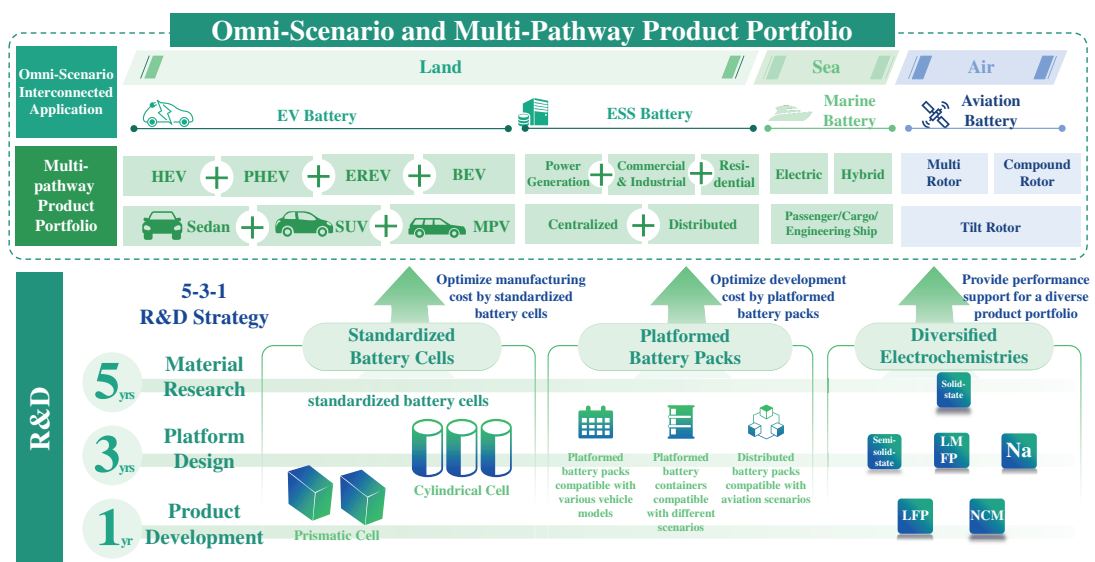 Omni-Scenario and Multi-Pathway Product Portfolio
Omni-Scenario
Interconnected
Application
Land
Sea
Air
EV Battery
ESS Battery
Marine
Battery
Aviation
Battery
Multi-
pathway
Product
Portfolio
HEV
PHEV
EREV
BEV
Power
Generation
Commercial
& Industrial
Resi-
dential
Electric
Hybrid
Multi
Rotor
Compound
Rotor
Sedan
SUV
MPV
Centralized
Distributed
Passenger/Cargo/
Engineering Ship
Tilt Rotor
R&D
5-3-1
R&D Strategy
Optimize manufacturing
cost by standardized
battery cells
Optimize development
cost by platformed
battery packs
Provide performance
support for a diverse
product portfolio
Standardized
Battery Cells
Platformed
Battery Packs
Diversified
Electrochemistries
5 yrs
Material
Research
3 yrs
Platform
Design
1 yr
Product
Development
standardized battery cells
Cylindrical Cell
Prismatic Cell
Platformed
battery packs
compatible with
various vehicle
models
Platformed
battery
containers
compatible
with different
scenarios
Distributed
battery packs
compatible with
aviation scenarios
Solid-
state
Semi-
solid-
state
LM
FP
Na
LFP
NCM